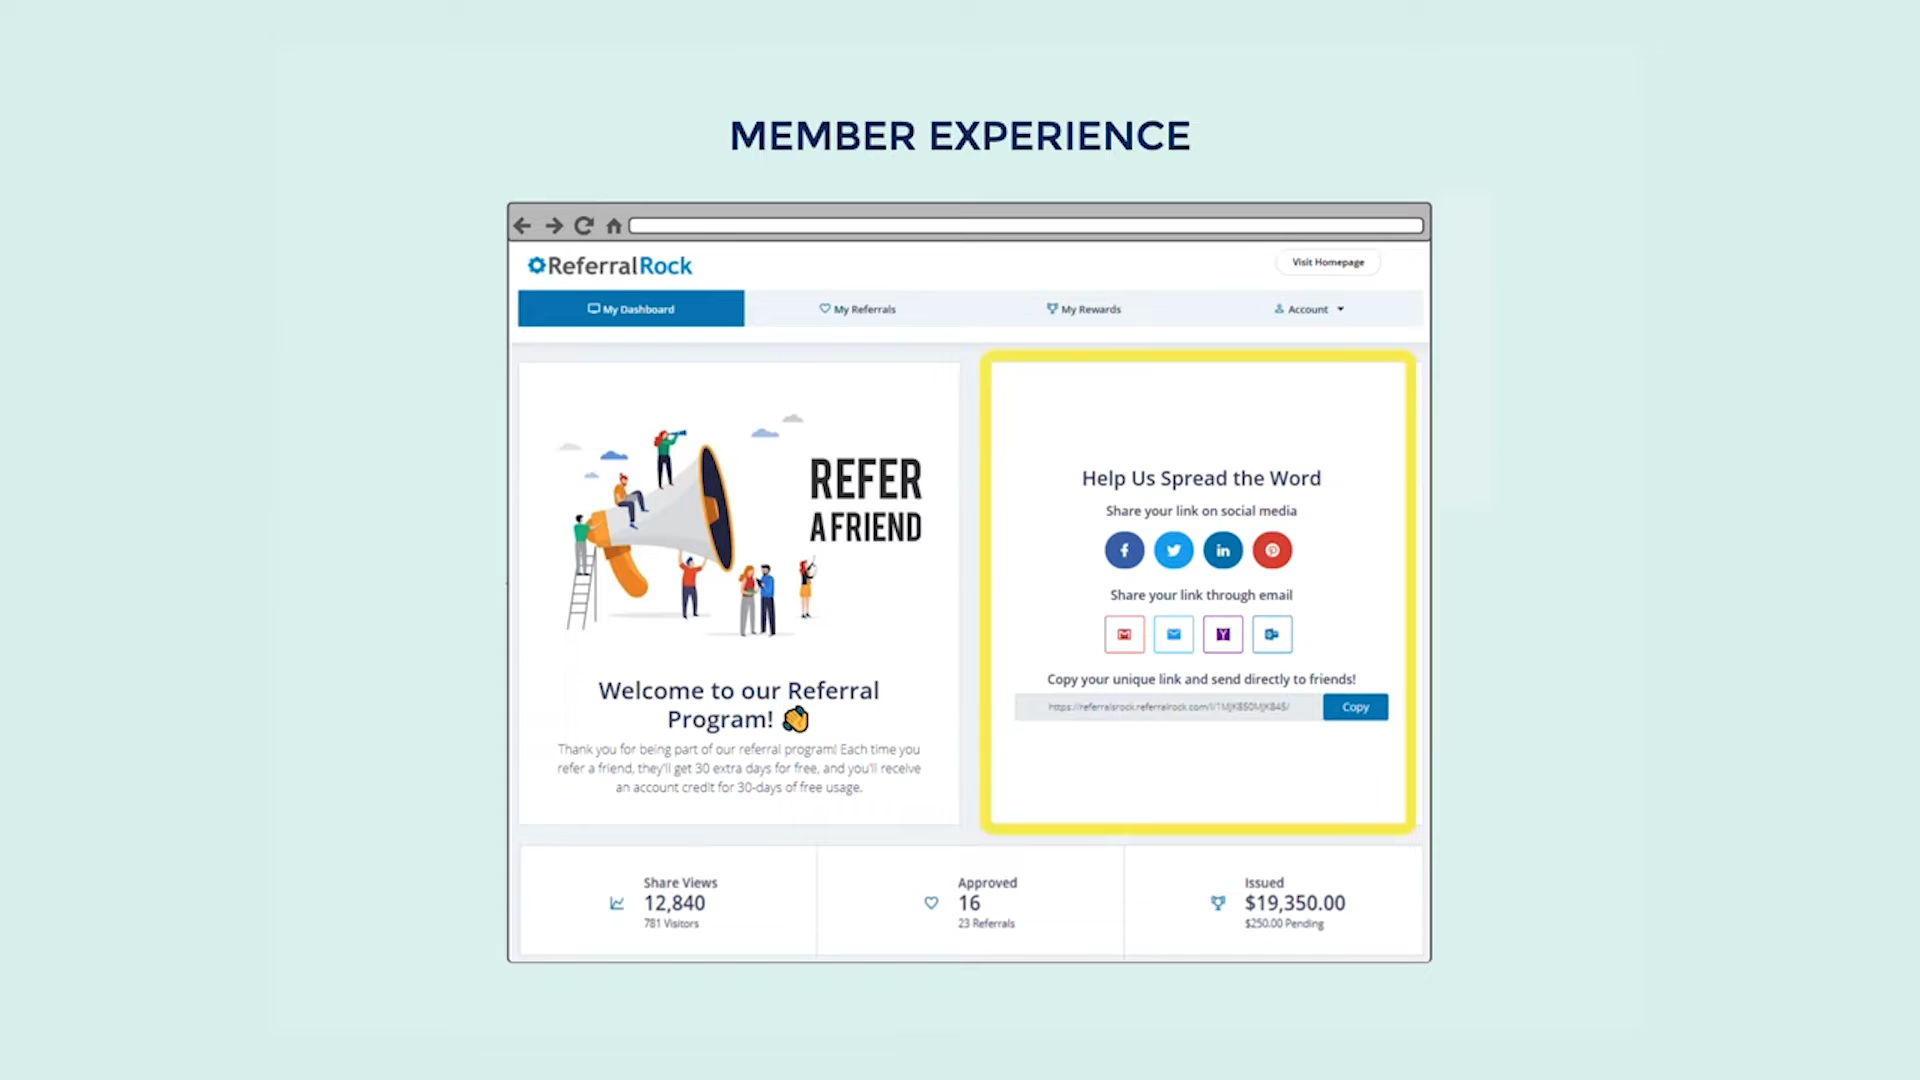 MEMBER EXPERIENCE
ReferralRock
Visit Homepage
My Dashboard
My Referrals
My Rewards
Account
REFER
A FRIEND
Welcome to our Referral
Program!
Thank you for being part of our referral program! Each time you
refer a friend, they'll get 30 extra days for free, and you'll receive
an account credit for 30-days of free usage.
Help Us Spread the Word
Share your link on social media
Share your link through email
Copy your unique link and send directly to friends!
Copy
Share Views
12,840
781 Visitors
Approved
16
23 Referrals
Issued
$19,350.00
$250.00 Pending